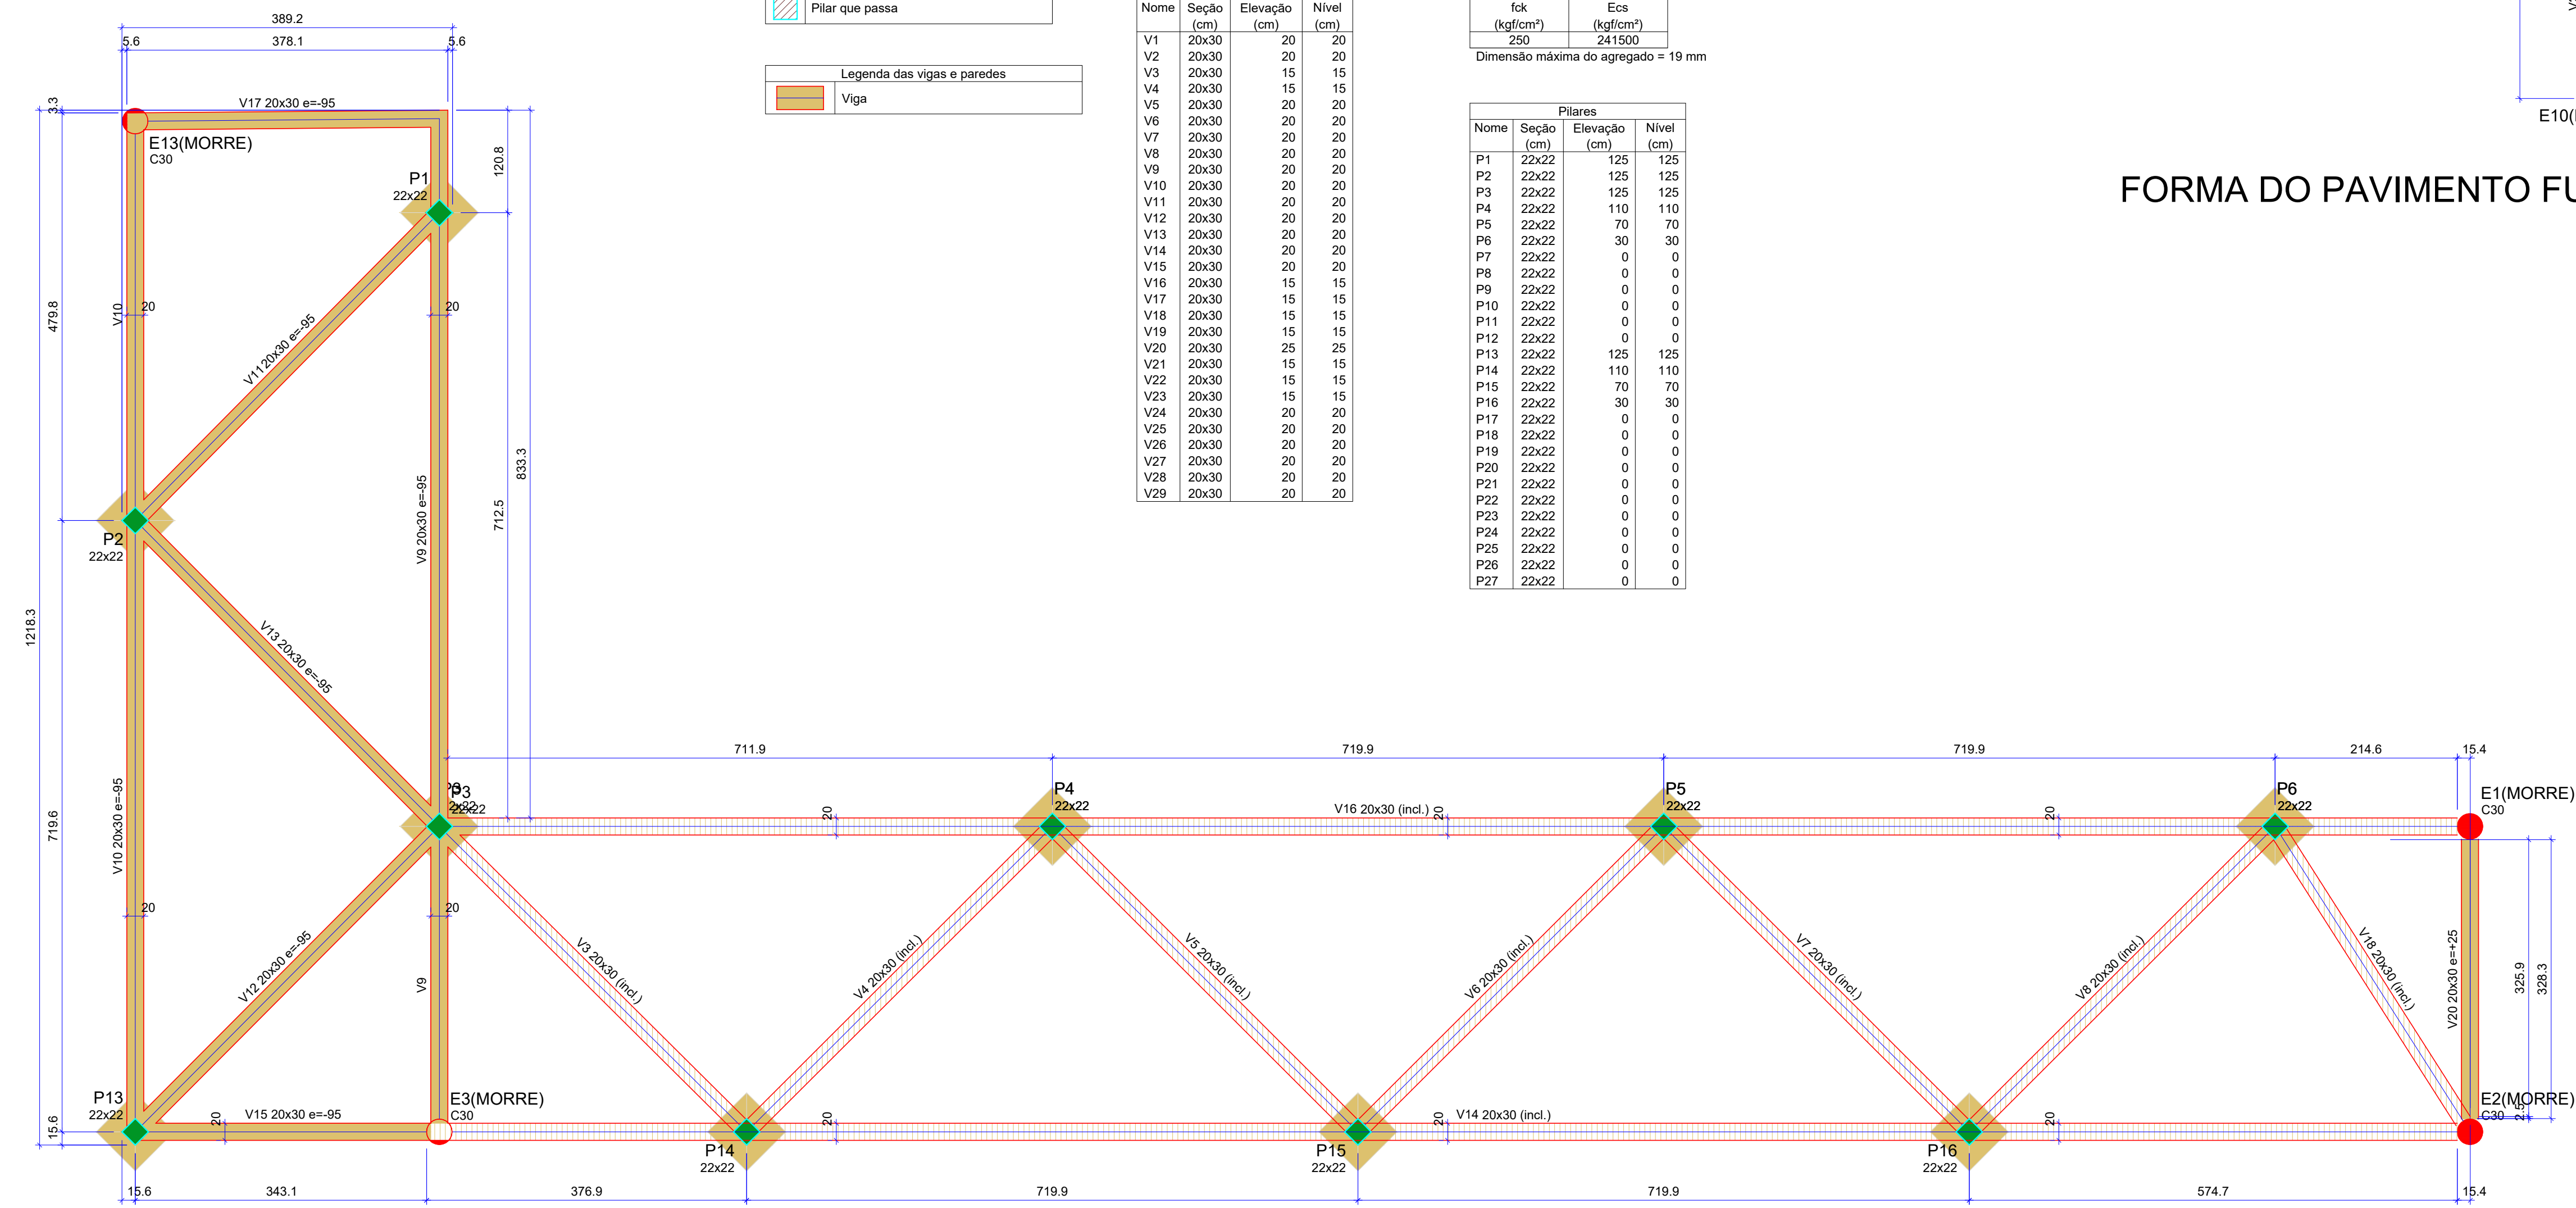 Pilar que passa
Legenda das vigas e paredes
Viga
Nome Seção Elevação Nível
(cm) (cm) (cm)
V1 20x30 20 20
V2 20x30 20 20
V3 20x30 15 15
V4 20x30 15 15
V5 20x30 20 20
V6 20x30 20 20
V7 20x30 20 20
V8 20x30 20 20
V9 20x30 20 20
V10 20x30 20 20
V11 20x30 20 20
V12 20x30 20 20
V13 20x30 20 20
V14 20x30 20 20
V15 20x30 20 20
V16 20x30 15 15
V17 20x30 15 15
V18 20x30 15 15
V19 20x30 15 15
V20 20x30 25 25
V21 20x30 15 15
V22 20x30 15 15
V23 20x30 15 15
V24 20x30 20 20
V25 20x30 20 20
V26 20x30 20 20
V27 20x30 20 20
V28 20x30 20 20
V29 20x30 20 20
fck Ecs
(kgf/cm²) (kgf/cm²)
250 241500
Dimensão máxima do agregado = 19 mm
Pilares
Nome Seção Elevação Nível
(cm) (cm) (cm)
P1 22x22 125 125
P2 22x22 125 125
P3 22x22 125 125
P4 22x22 110 110
P5 22x22 70 70
P6 22x22 30 30
P7 22x22 0 0
P8 22x22 0 0
P9 22x22 0 0
P10 22x22 0 0
P11 22x22 0 0
P12 22x22 0 0
P13 22x22 125 125
P14 22x22 110 110
P15 22x22 70 70
P16 22x22 30 30
P17 22x22 0 0
P18 22x22 0 0
P19 22x22 0 0
P20 22x22 0 0
P21 22x22 0 0
P22 22x22 0 0
P23 22x22 0 0
P24 22x22 0 0
P25 22x22 0 0
P26 22x22 0 0
P27 22x22 0 0
E10(
FORMA DO PAVIMENTO FU
389.2
5.6 378.1 5.6
3.3
V17 20x30 e=-95
E13(MORRE)
C30
120.8
P1
22x22
479.8
V10
20
20
V11 20x30 e=-95
833.3
V9 20x30 e=-95
712.5
P2
22x22
1218.3
V13 20x30 e=-95
711.9 719.9 719.9 214.6 15.4
P3
22x22
P3
22x22
P4
22x22
P5
22x22
P6
22x22
E1(MORRE)
C30
20
V16 20x30 (incl.)
20
20
719.6
V10 20x30 e=-95
20
20
V12 20x30 e=-95
V9
V3 20x30 (incl.)
V4 20x30 (incl.)
V5 20x30 (incl.)
V6 20x30 (incl.)
V7 20x30 (incl.)
V8 20x30 (incl.)
V18 20x30 (incl.)
V20 20x30 e=+25
325.9
328.3
2.5
P13
22x22
E3(MORRE)
C30
E2(MORRE)
C30
15.6
20
V15 20x30 e=-95
20
20
V14 20x30 (incl.)
20
P14
22x22
P15
22x22
P16
22x22
15.6 343.1 376.9 719.9 719.9 574.7 15.4